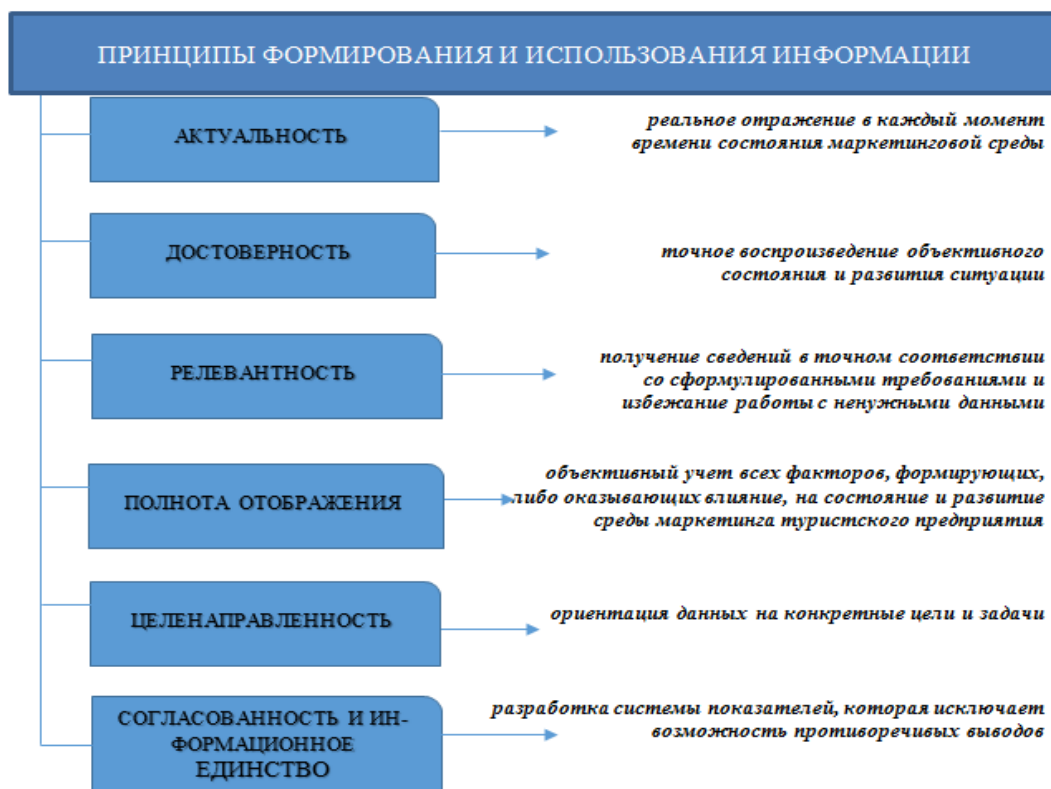 ПРИНЦИПЫ ФОРМИРОВАНИЯ И ИСПОЛЬЗОВАНИЯ ИНФОРМАЦИИ
АКТУАЛЬНОСТЬ
реальное отражение в каждый момент
времени состояния маркетинговой среды
ДОСТОВЕРНОСТЬ
точное воспроизведение объективного
состояния и развития ситуации
РЕЛЕВАНТНОСТЬ
получение сведений в точном соответствии
со сформулированными требованиями и
избежание работы с ненужными данными
ПОЛНОТА ОТОБРАЖЕНИЯ
объективный учет всех факторов, формирующих,
либо оказывающих влияние, на состояние и развитие
среды маркетинга туристского предприятия
ЦЕЛЕНАПРАВЛЕННОСТЬ
ориентация данных на конкретные цели и задачи
СОГЛАСОВАННОСТЬ И ИН-
ФОРМАЦИОННОЕ
ЕДИНСТВО
разработка системы показателей, которая исключает
возможность противоречивых выводов